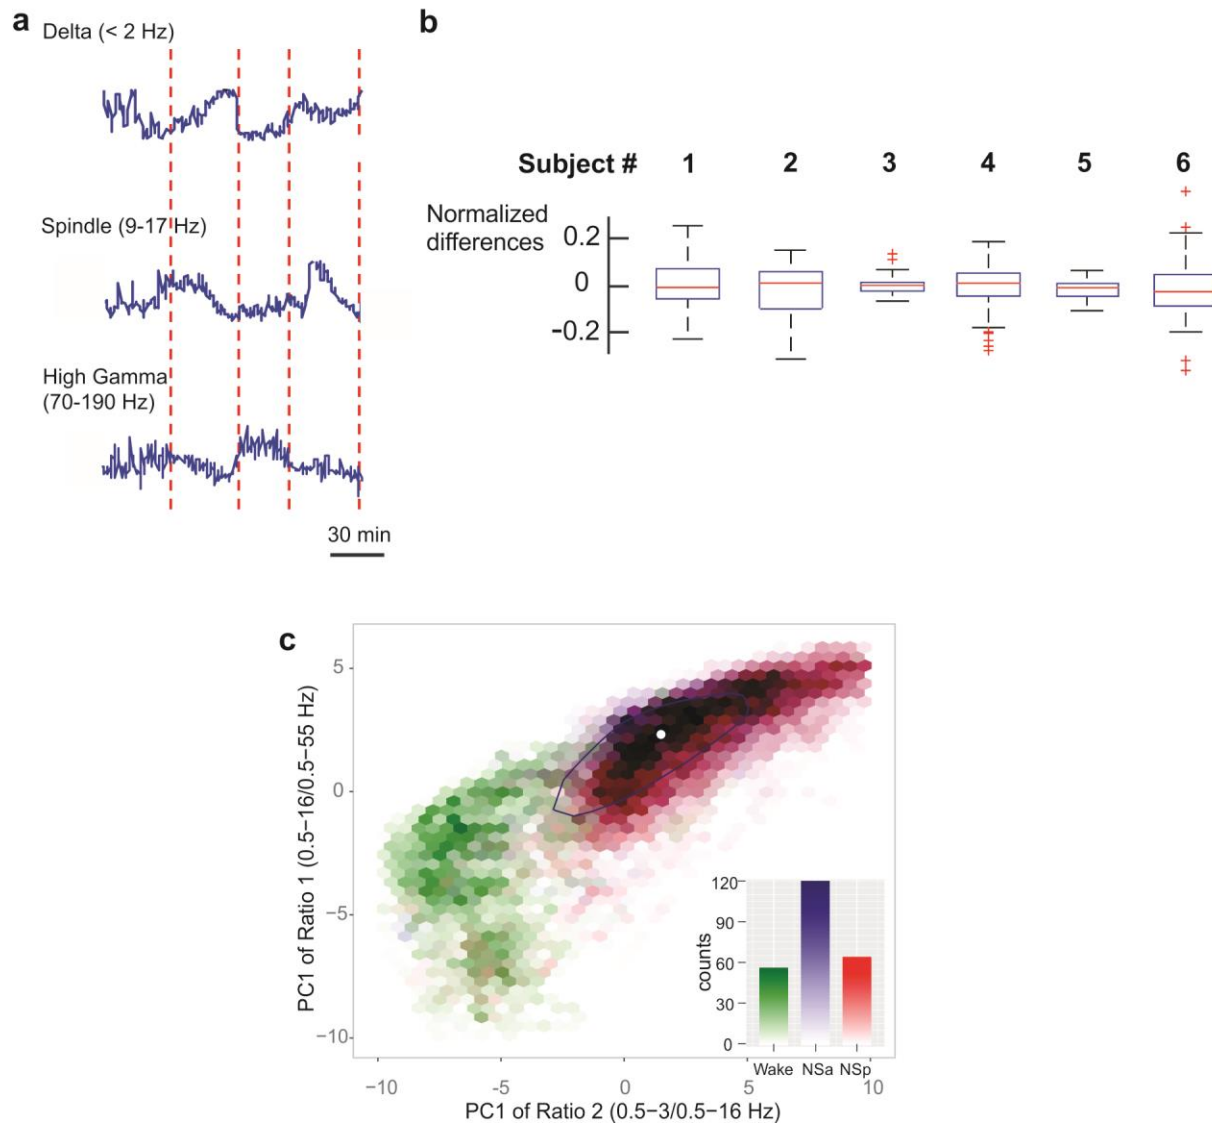 a
Delta (< 2 Hz)
Spindle (9-17 Hz)
High Gamma
(70-190 Hz)
30 min
b
Subject # 1 2 3 4 5 6
Normalized
differences
0.2
0
−0.2
c
PC1 of Ratio 1 (0.5−16/0.5−55 Hz)
5
0
−5
−10
−10 -5 0 5 10
PC1 of Ratio 2 (0.5−3/0.5−16 Hz)
counts
120
90
60
30
0
Wake NSa NSp